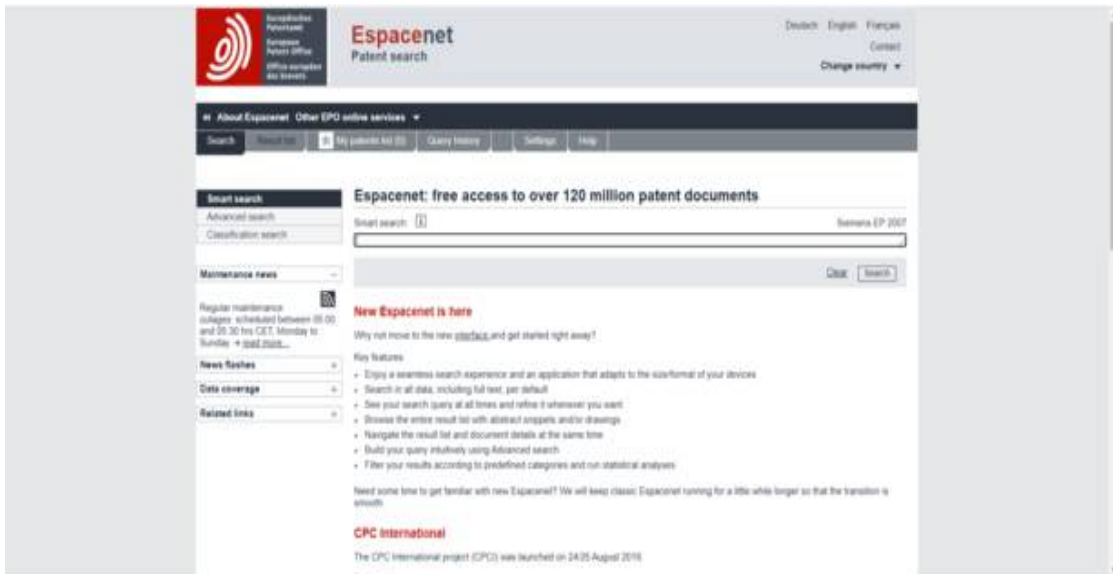 Europäisches
Patentamt
European
Patent Office
Office européen
des brevets
Espacenet
Patent search
Deutsch English Français
Contact
Change country
About Espacenet Other EPO online services
Search Result list My patents list (0) Query history Settings Help
Smart search
Advanced search
Classification search
Maintenance news
Regular maintenance
outages: scheduled between 05.00
and 05.30 hrs CET, Monday to
Sunday → read more...
News flashes
Data coverage
Related links
Espacenet: free access to over 120 million patent documents
Smart search: i
Siemens EP 2007
Clear Search
New Espacenet is here
Why not move to the new interface and get started right away?
Key features
Enjoy a seamless search experience and an application that adapts to the size/format of your devices
Search in all data, including full text, per default
See your search query at all times and refine it whenever you want
Browse the entire result list with abstract snippets and/or drawings
Navigate the result list and document details at the same time
Build your query intuitively using Advanced search
Filter your results according to predefined categories and run statistical analyses
Need some time to get familiar with new Espacenet? We will keep classic Espacenet running for a little while longer so that the transition is
smooth
CPC International
The CPC International project (CPCI) was launched on 24/25 August